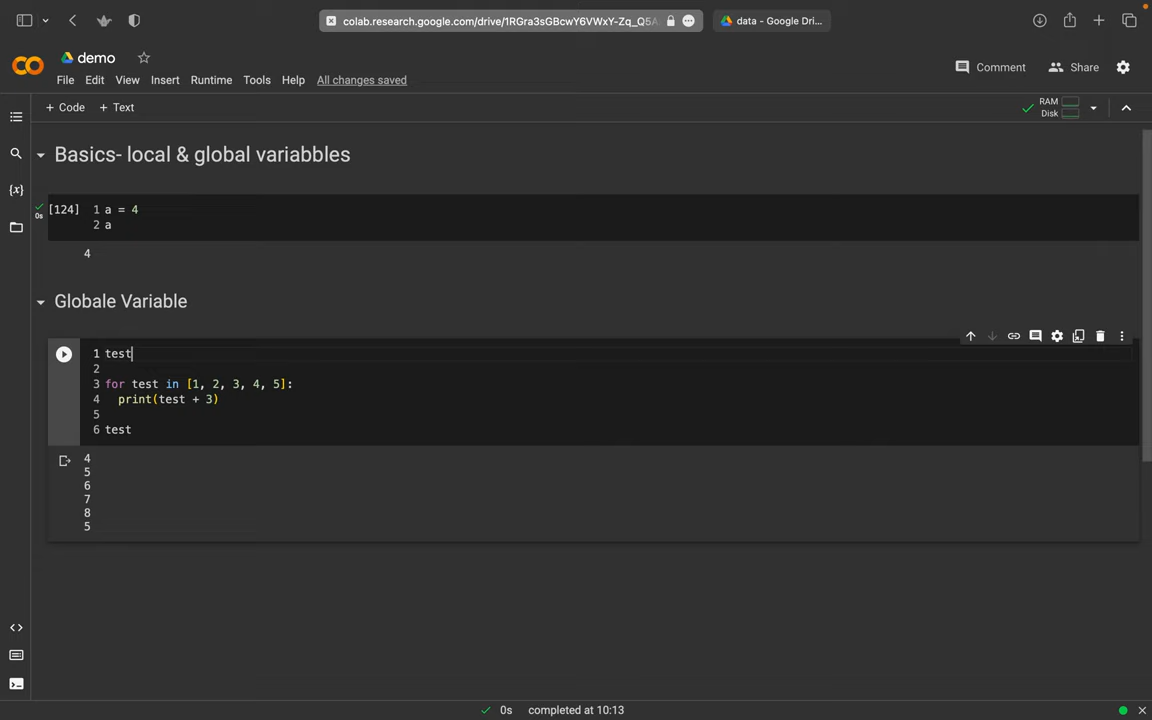 colab.research.google.com/drive/1RGra3sGBcwY6VWxY-Zq_Q5A
data - Google Dri...
demo
File Edit View Insert Runtime Tools Help All changes saved
Comment
Share
+ Code + Text
RAM
Disk
Basics- local & global variabbles
[124]
0s
1 a = 4
2 a
4
Globale Variable
1 test
2
3 for test in [1, 2, 3, 4, 5]:
4 print(test + 3)
5
6 test
4
5
6
7
8
5
0s completed at 10:13